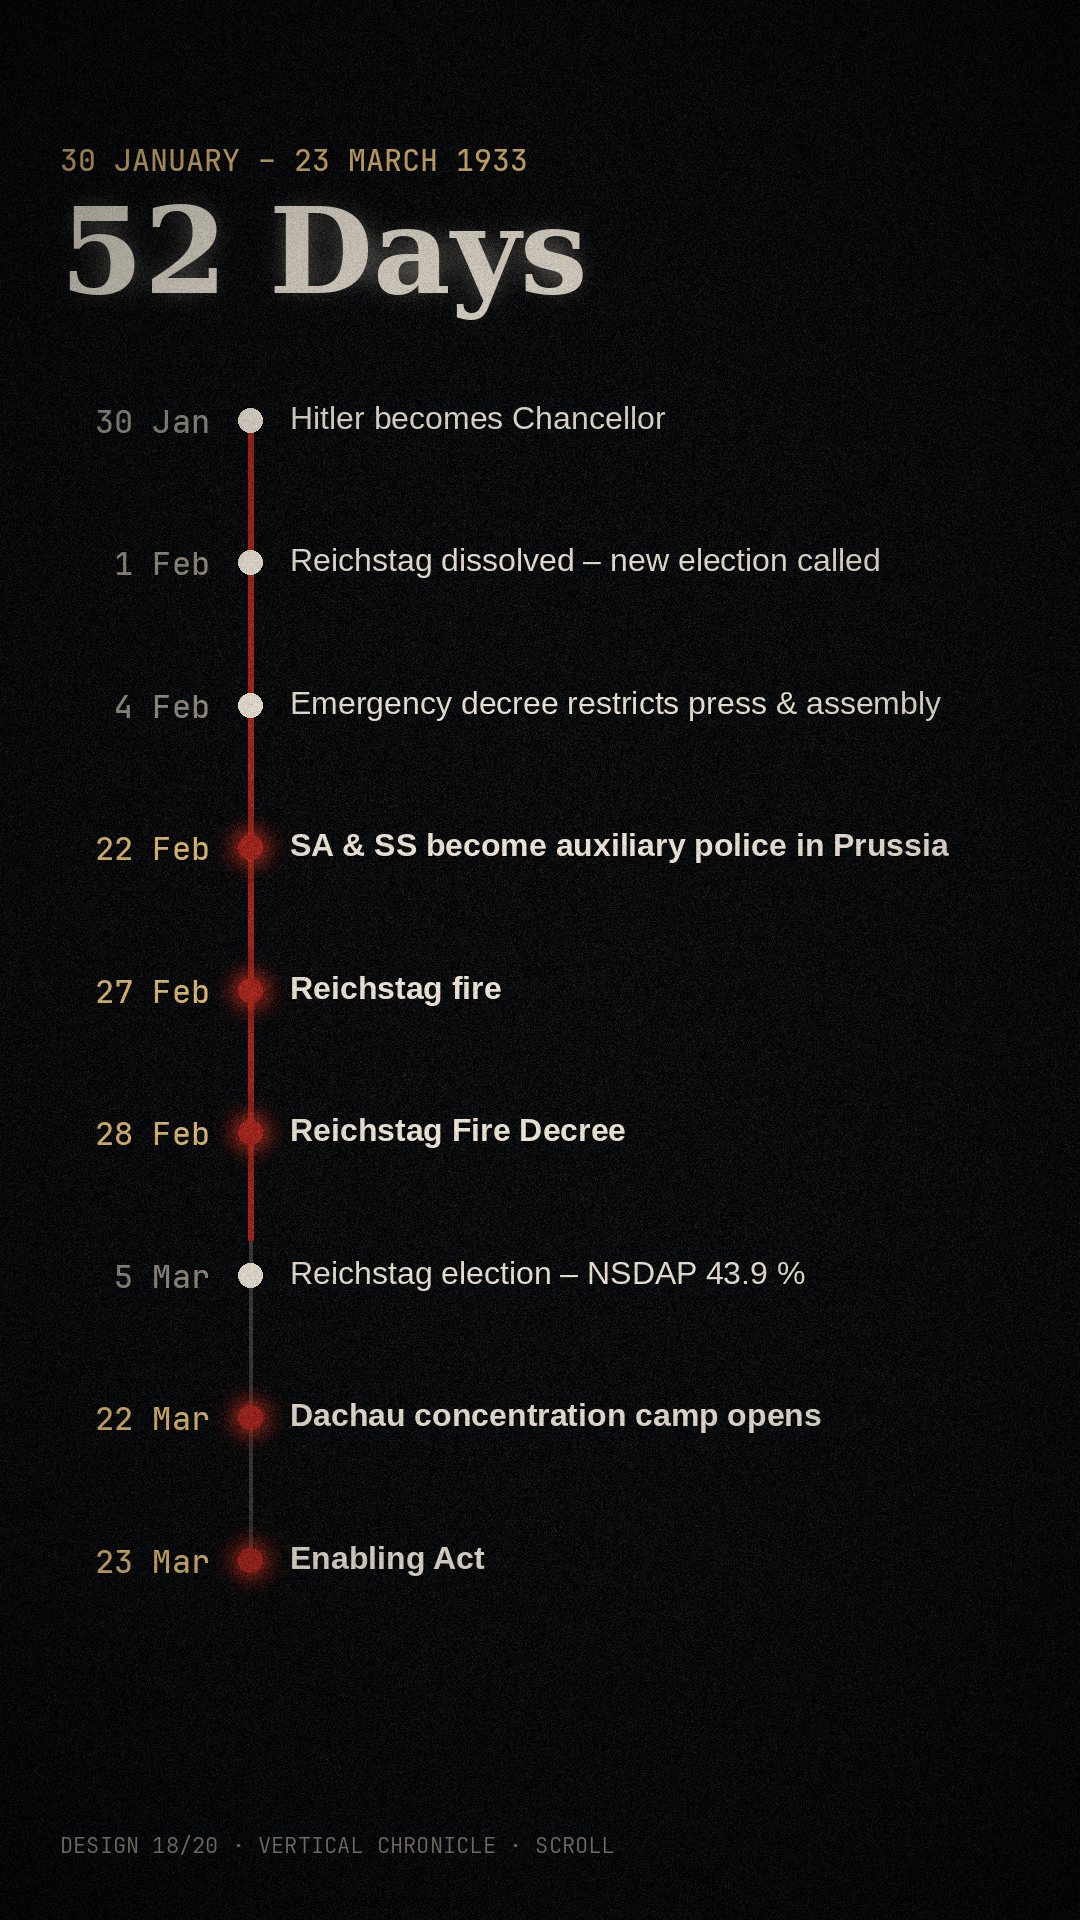 30 JANUARY – 23 MARCH 1933
52 Days
30 Jan Hitler becomes Chancellor
1 Feb Reichstag dissolved – new election called
4 Feb Emergency decree restricts press & assembly
22 Feb SA & SS become auxiliary police in Prussia
27 Feb Reichstag fire
28 Feb Reichstag Fire Decree
5 Mar Reichstag election – NSDAP 43.9 %
22 Mar Dachau concentration camp opens
23 Mar Enabling Act
DESIGN 18/20 · VERTICAL CHRONICLE · SCROLL